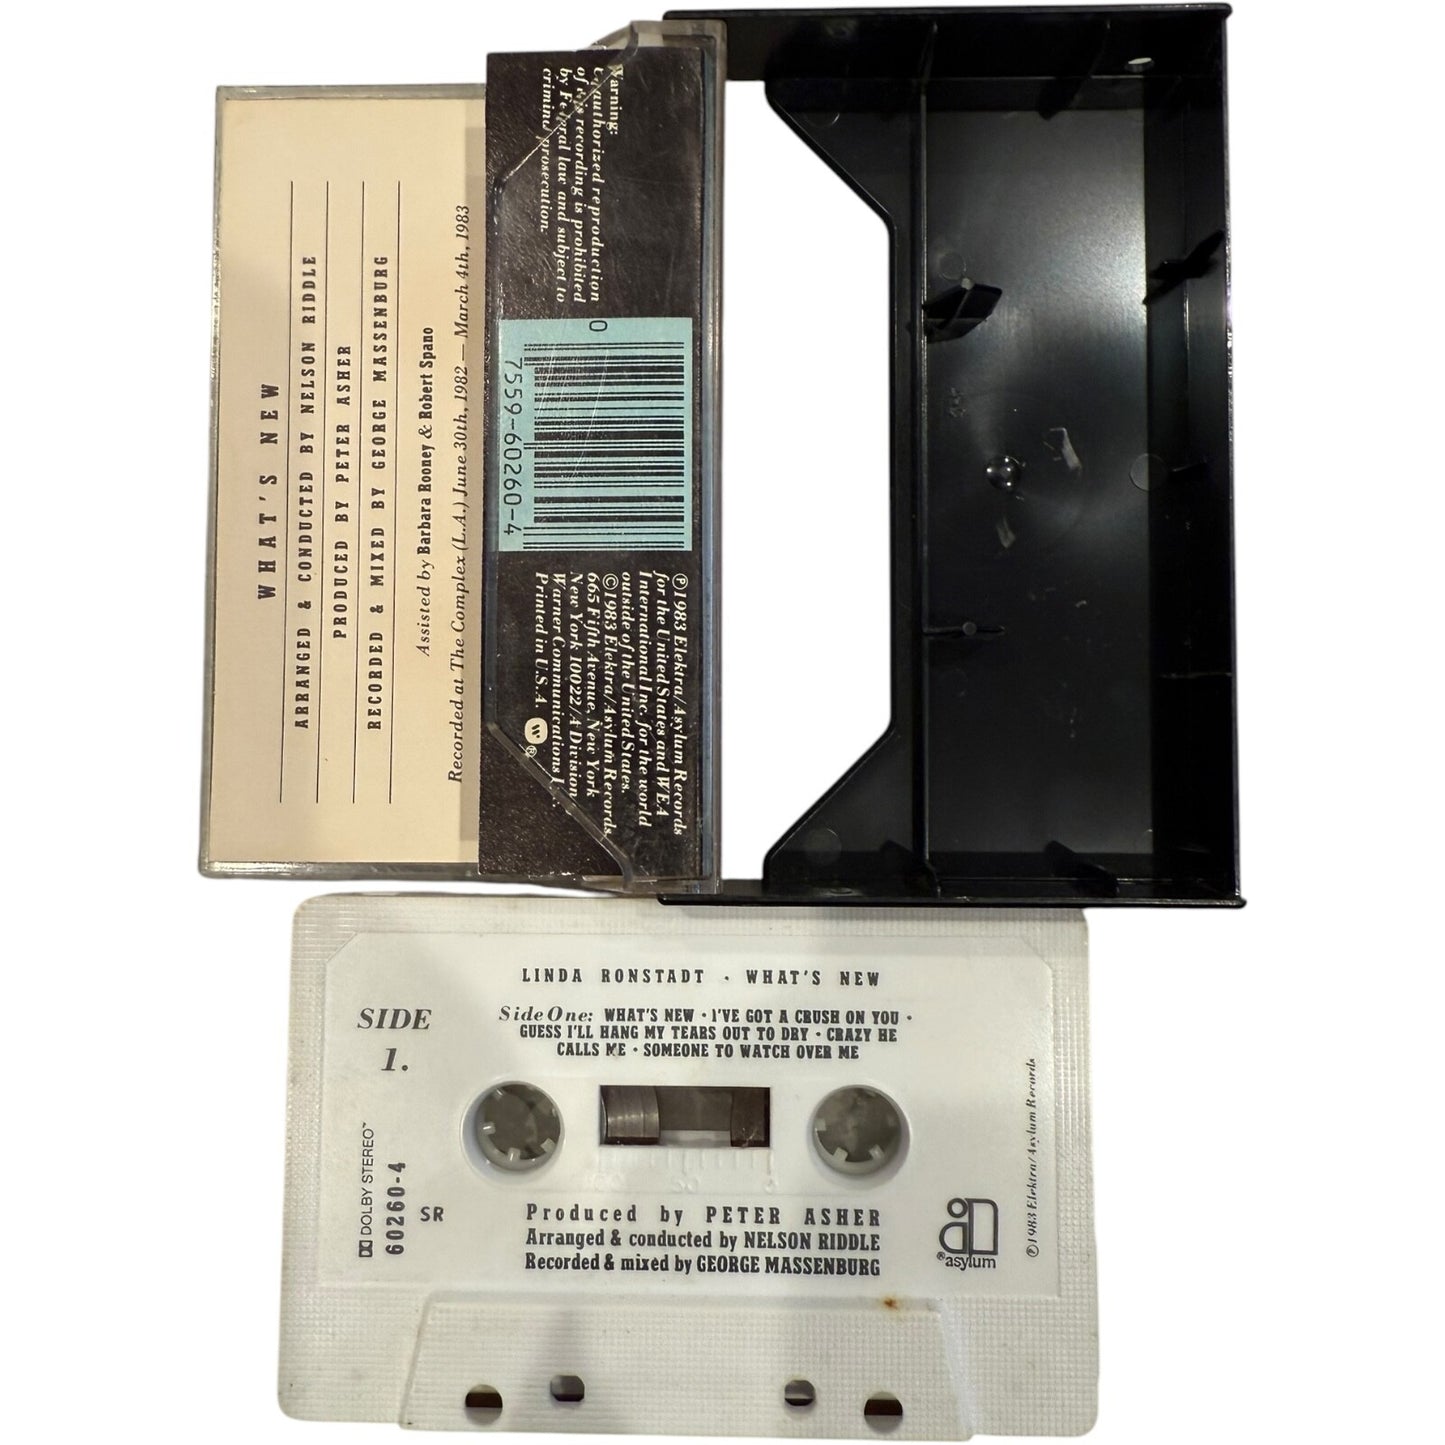 WHAT'S NEW
ARRANGED & CONDUCTED BY NELSON RIDDLE
PRODUCED BY PETER ASHER
RECORDED & MIXED BY GEORGE MASSENBURG
Assisted by Barbara Rooney & Robert Spano
Recorded at The Complex (L.A.) June 30th, 1982 — March 4th, 1983
Warning:
Unauthorized reproduction
of this recording is prohibited
by Federal law and subject to
criminal prosecution.
0
7559-60260-4
℗1983 Elektra/Asylum Records
for the United States and WEA
International Inc. for the world
outside of the United States.
©1983 Elektra/Asylum Records,
665 Fifth Avenue, New York
New York 10022/A Division
Warner Communications I
Printed in U.S.A.
W®
LINDA RONSTADT · WHAT'S NEW
SIDE
1.
Side One: WHAT'S NEW · I'VE GOT A CRUSH ON YOU ·
GUESS I'LL HANG MY TEARS OUT TO DRY · CRAZY HE
CALLS ME · SOMEONE TO WATCH OVER ME
DOLBY STEREO™
60260-4
SR
50
0
Produced by PETER ASHER
Arranged & conducted by NELSON RIDDLE
Recorded & mixed by GEORGE MASSENBURG
®asylum
℗1983 Elektra/Asylum Records